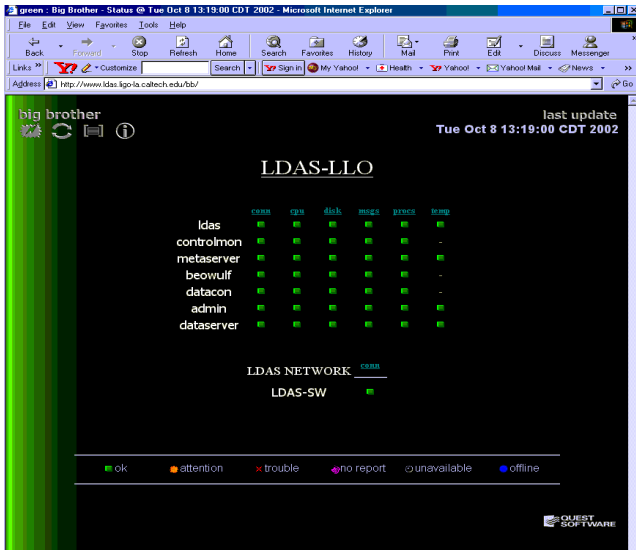 green : Big Brother - Status @ Tue Oct 8 13:19:00 CDT 2002 - Microsoft Internet Explorer
File Edit View Favorites Tools Help
Back Forward Stop Refresh Home Search Favorites History Mail Print Edit Discuss Messenger
Links » Y? Customize Search Sign in My Yahoo! Health Yahoo! Yahoo! Mail News »
Address http://www.ldas.ligo-la.caltech.edu/bb/ Go
big brother last update
Tue Oct 8 13:19:00 CDT 2002
LDAS-LLO
conn cpu disk msgs procs temp
ldas
controlmon -
metaserver
beowulf -
datacon -
admin
dataserver
LDAS NETWORK conn
LDAS-SW
ok attention trouble no report unavailable offline
QUEST
SOFTWARE